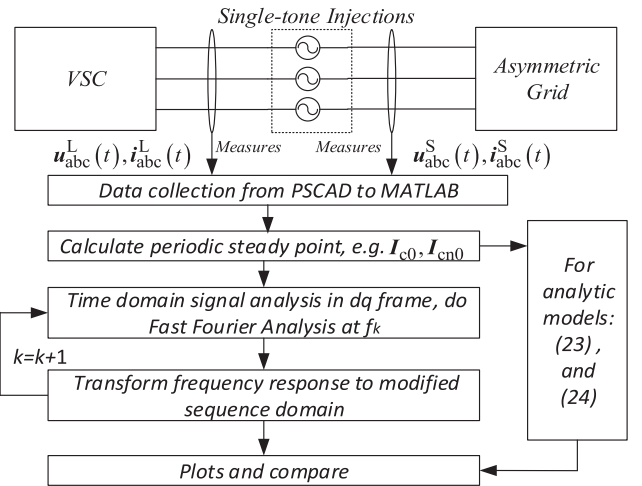 Single-tone Injections
VSC
Asymmetric
Grid
u^L_abc(t), i^L_abc(t)
Measures
Measures
u^S_abc(t), i^S_abc(t)
Data collection from PSCAD to MATLAB
Calculate periodic steady point, e.g. I_c0, I_cn0
Time domain signal analysis in dq frame, do
Fast Fourier Analysis at f_k
k=k+1
Transform frequency response to modified
sequence domain
Plots and compare
For
analytic
models:
(23) ,
and
(24)